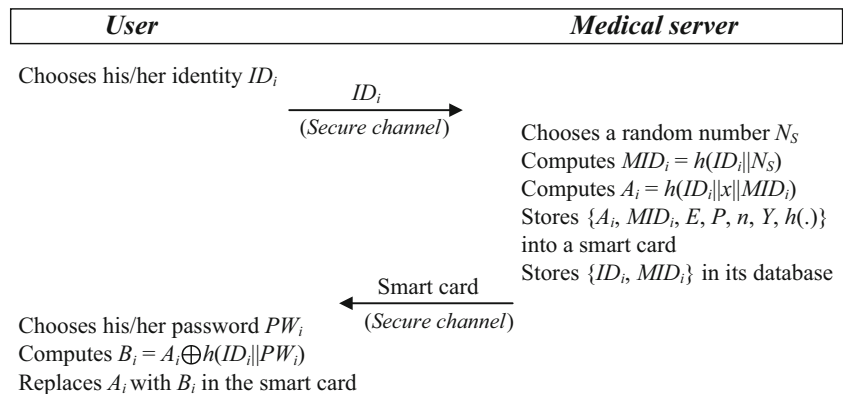 User Medical server
Chooses his/her identity IDᵢ
IDᵢ
(Secure channel)
Chooses a random number N_S
Computes MIDᵢ = h(IDᵢ||N_S)
Computes Aᵢ = h(IDᵢ||x||MIDᵢ)
Stores {Aᵢ, MIDᵢ, E, P, n, Y, h(.)}
into a smart card
Stores {IDᵢ, MIDᵢ} in its database
Smart card
(Secure channel)
Chooses his/her password PWᵢ
Computes Bᵢ = Aᵢ⊕h(IDᵢ||PWᵢ)
Replaces Aᵢ with Bᵢ in the smart card